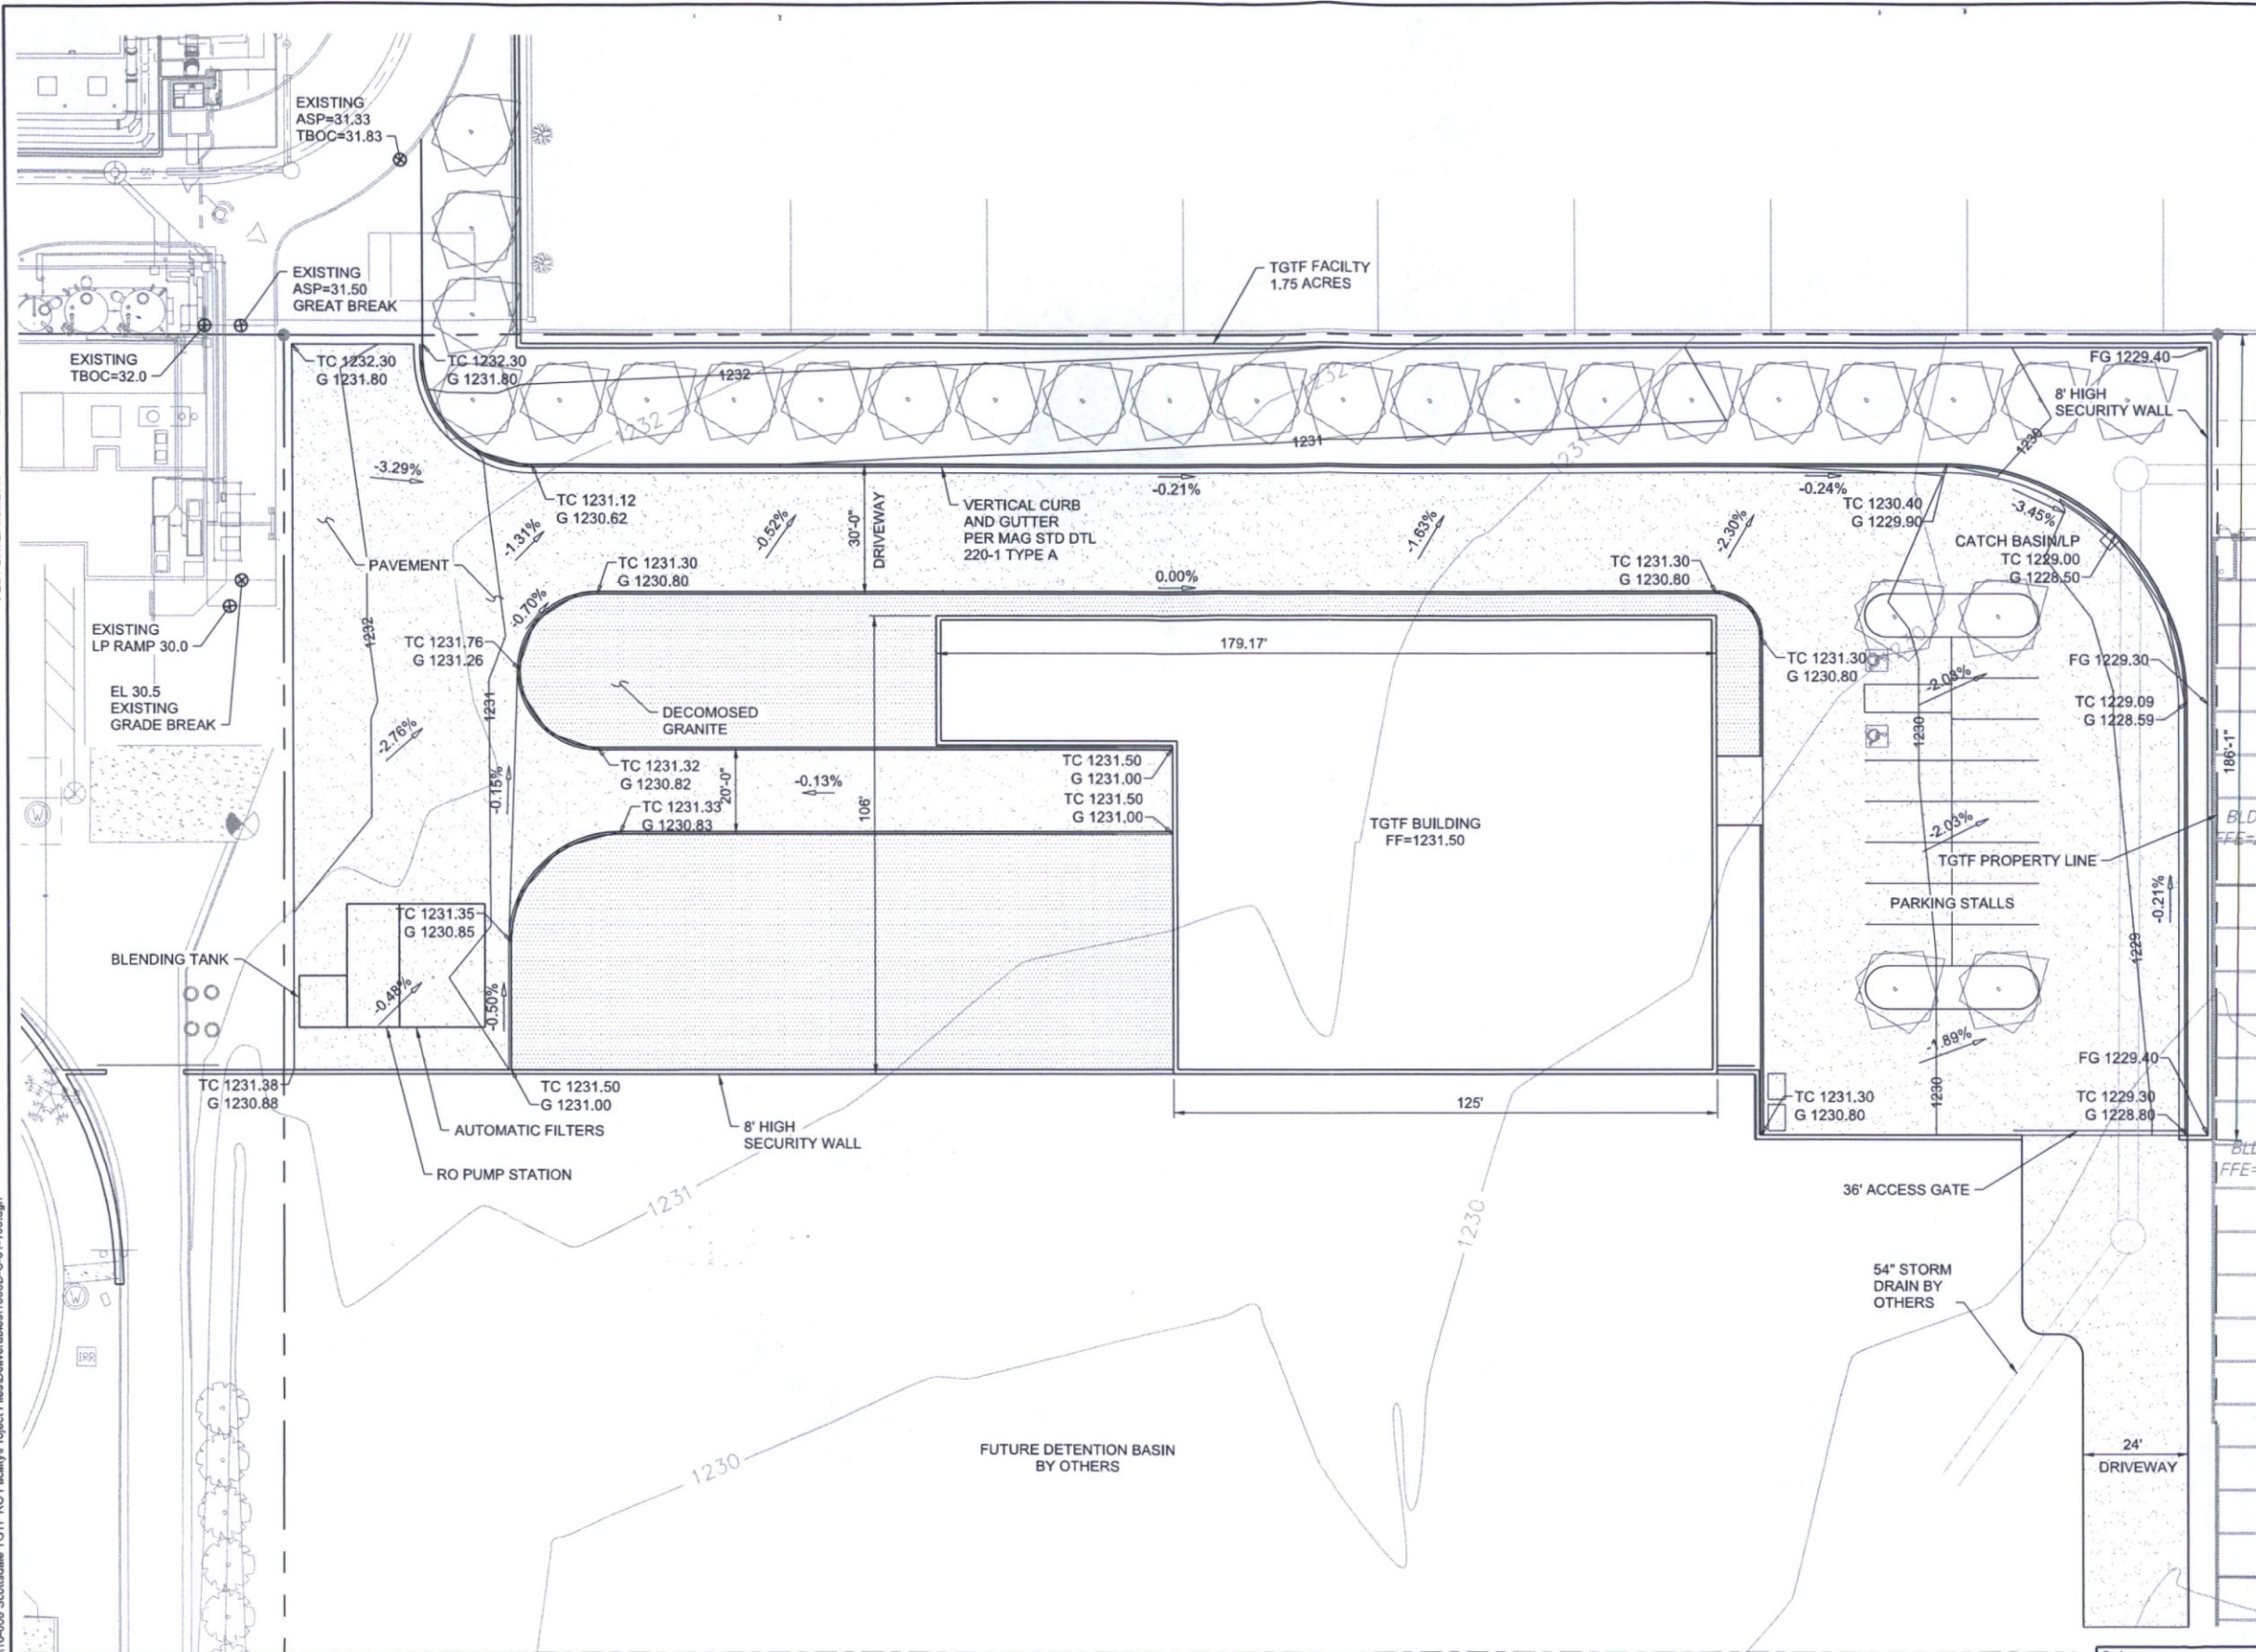 EXISTING
ASP=31.33
TBOC=31.83
EXISTING
ASP=31.50
GREAT BREAK
EXISTING
TBOC=32.0
TGTF FACILTY
1.75 ACRES
TC 1232.30
G 1231.80
TC 1232.30
G 1231.80
1232
1232
1232
FG 1229.40
8' HIGH
SECURITY WALL
1231
1231
1230
-3.29%
TC 1231.12
G 1230.62
-1.31%
-0.52%
30'-0"
DRIVEWAY
VERTICAL CURB
AND GUTTER
PER MAG STD DTL
220-1 TYPE A
-0.21%
-1.63%
-2.30%
-0.24%
TC 1230.40
G 1229.90
-3.45%
CATCH BASIN/LP
TC 1229.00
G 1228.50
PAVEMENT
TC 1231.30
G 1230.80
0.00%
TC 1231.30
G 1230.80
-0.70%
EXISTING
LP RAMP 30.0
1232
TC 1231.76
G 1231.26
179.17'
TC 1231.30
G 1230.80
FG 1229.30
-2.03%
EL 30.5
EXISTING
GRADE BREAK
1231
DECOMOSED
GRANITE
TC 1229.09
G 1228.59
-2.76%
1230
186'-1"
TC 1231.32
G 1230.82
20'-0"
-0.13%
TC 1231.50
G 1231.00
-0.15%
TC 1231.33
G 1230.83
106'
TC 1231.50
G 1231.00
TGTF BUILDING
FF=1231.50
-2.03%
TGTF PROPERTY LINE
PARKING STALLS
-0.21%
TC 1231.35
G 1230.85
BLENDING TANK
1229
-0.48%
-0.50%
-1.89%
FG 1229.40
TC 1231.38
G 1230.88
TC 1231.50
G 1231.00
125'
1230
TC 1231.30
G 1230.80
TC 1229.30
G 1228.80
AUTOMATIC FILTERS
8' HIGH
SECURITY WALL
RO PUMP STATION
36' ACCESS GATE
FFE=
1231
1230
54" STORM
DRAIN BY
OTHERS
W
W
IRR
1230
FUTURE DETENTION BASIN
BY OTHERS
24'
DRIVEWAY